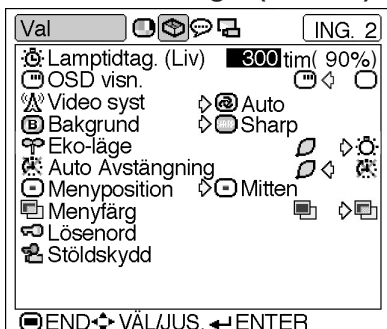 Val ING. 2
Lamptidtag. (Liv) 300 tim( 90%)
OSD visn.
Video syst Auto
Bakgrund Sharp
Eko-läge
Auto Avstängning
Menyposition Mitten
Menyfärg
Lösenord
Stöldskydd
END VÄL/JUS. ENTER